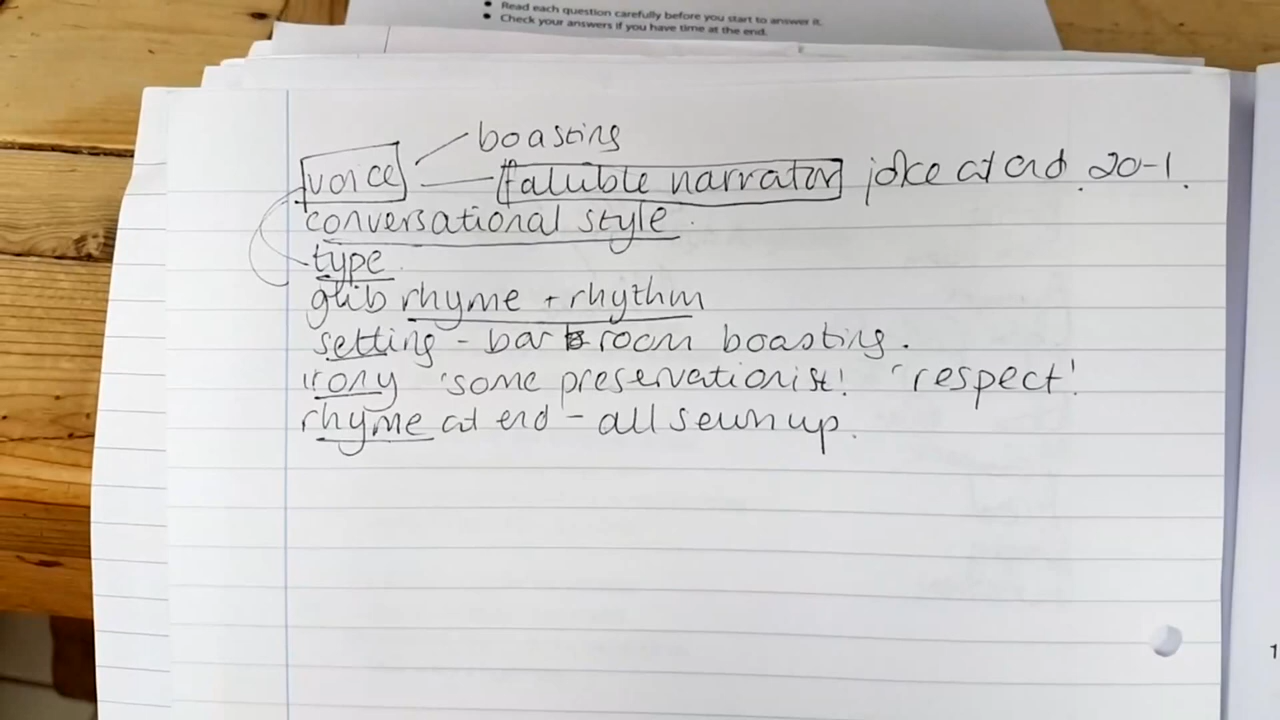 • Read each question carefully before you start to answer it.
• Check your answers if you have time at the end.
boasting
voice faluble narrator joke at end. 20-1.
conversational style.
type.
glib rhyme + rhythm
setting - bar room boasting.
irony 'some preservationist! 'respect'!
rhyme at end - all sewn up.
1